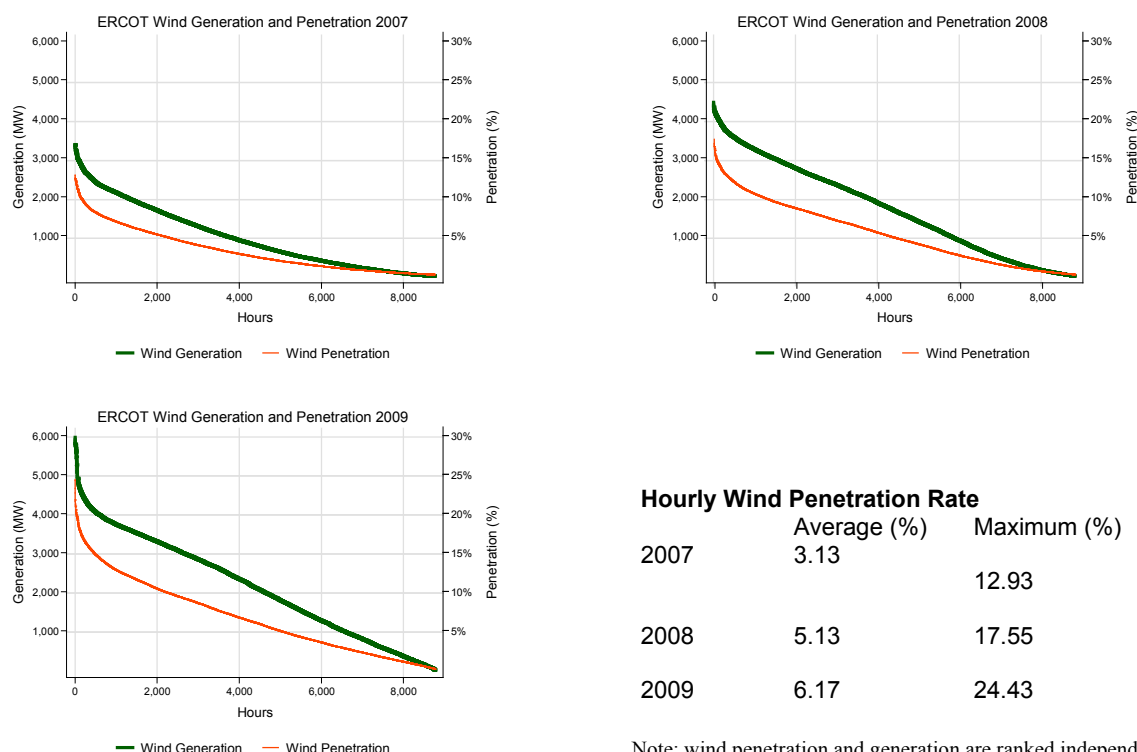 ERCOT Wind Generation and Penetration 2007
6,000 30%
5,000 25%
4,000 20%
3,000 15%
2,000 10%
1,000 5%
Generation (MW)
Penetration (%)
0 2,000 4,000 6,000 8,000
Hours
Wind Generation Wind Penetration
ERCOT Wind Generation and Penetration 2008
6,000 30%
5,000 25%
4,000 20%
3,000 15%
2,000 10%
1,000 5%
Generation (MW)
Penetration (%)
0 2,000 4,000 6,000 8,000
Hours
Wind Generation Wind Penetration
ERCOT Wind Generation and Penetration 2009
6,000 30%
5,000 25%
4,000 20%
3,000 15%
2,000 10%
1,000 5%
Generation (MW)
Penetration (%)
0 2,000 4,000 6,000 8,000
Hours
Wind Generation Wind Penetration
Hourly Wind Penetration Rate
Average (%) Maximum (%)
2007 3.13
12.93
2008 5.13 17.55
2009 6.17 24.43
Note: wind penetration and generation are ranked